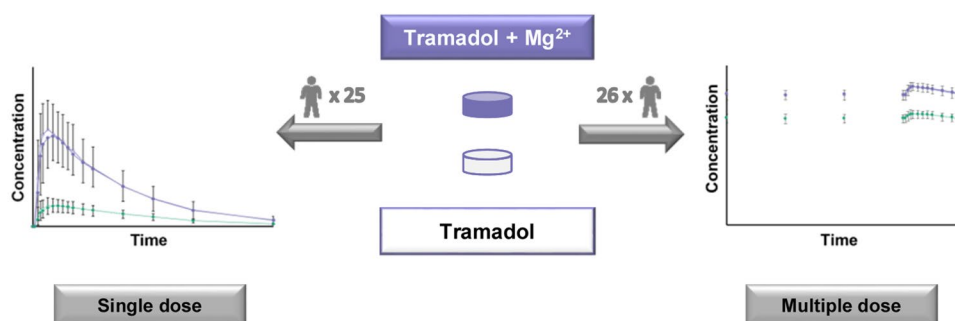 Tramadol + Mg²⁺
x 25
26 x
Concentration
Time
Concentration
Time
Tramadol
Single dose
Multiple dose